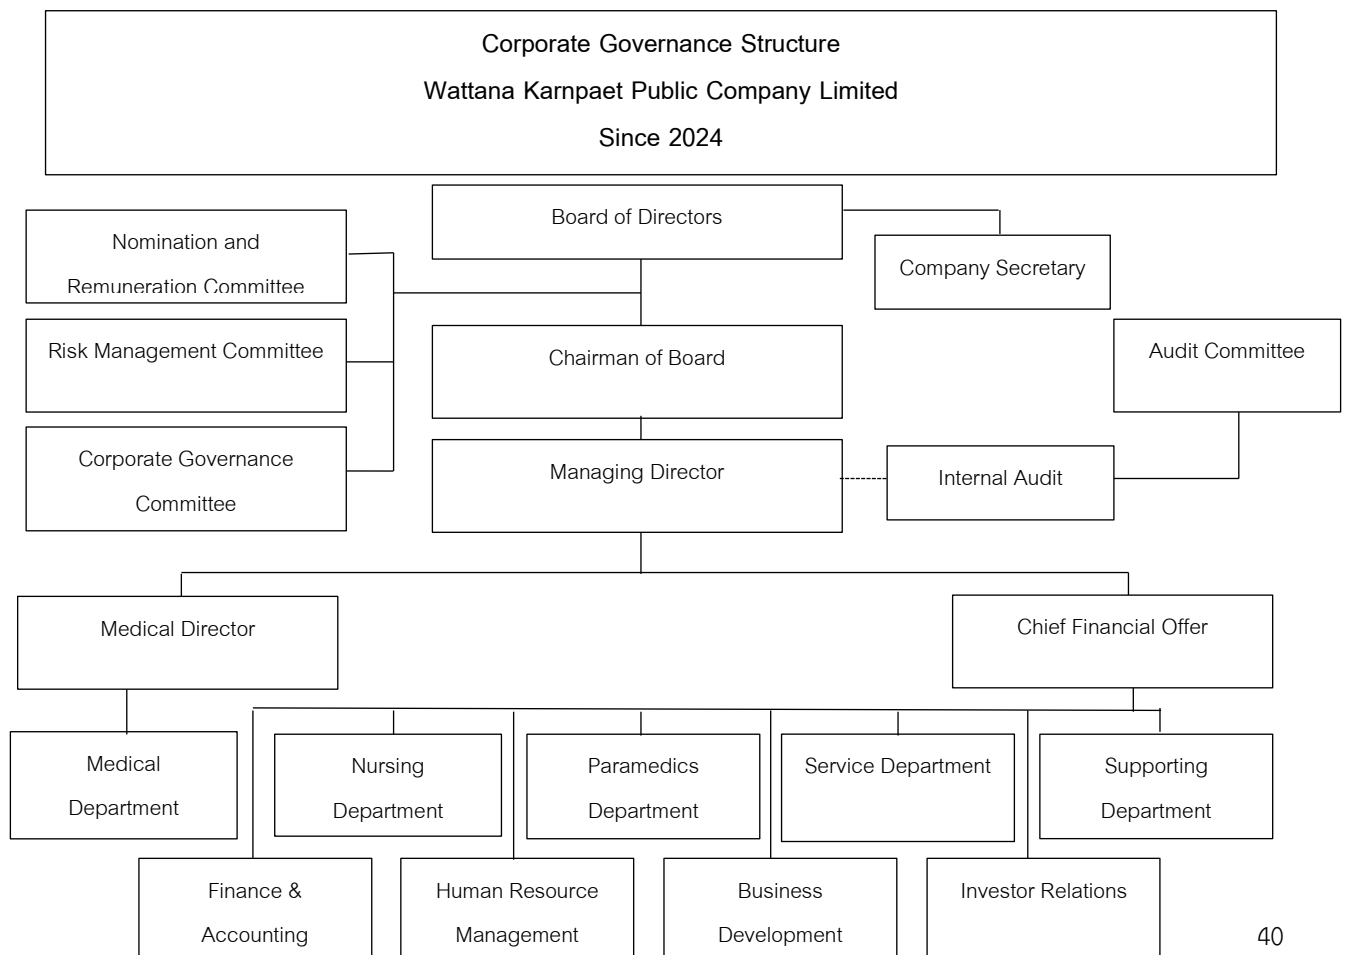 Corporate Governance Structure
Wattana Karnpaet Public Company Limited
Since 2024
Board of Directors
Nomination and
Remuneration Committee
Company Secretary
Risk Management Committee
Chairman of Board
Audit Committee
Corporate Governance
Committee
Managing Director
Internal Audit
Medical Director
Chief Financial Offer
Medical
Department
Nursing
Department
Paramedics
Department
Service Department
Supporting
Department
Finance &
Accounting
Human Resource
Management
Business
Development
Investor Relations
40